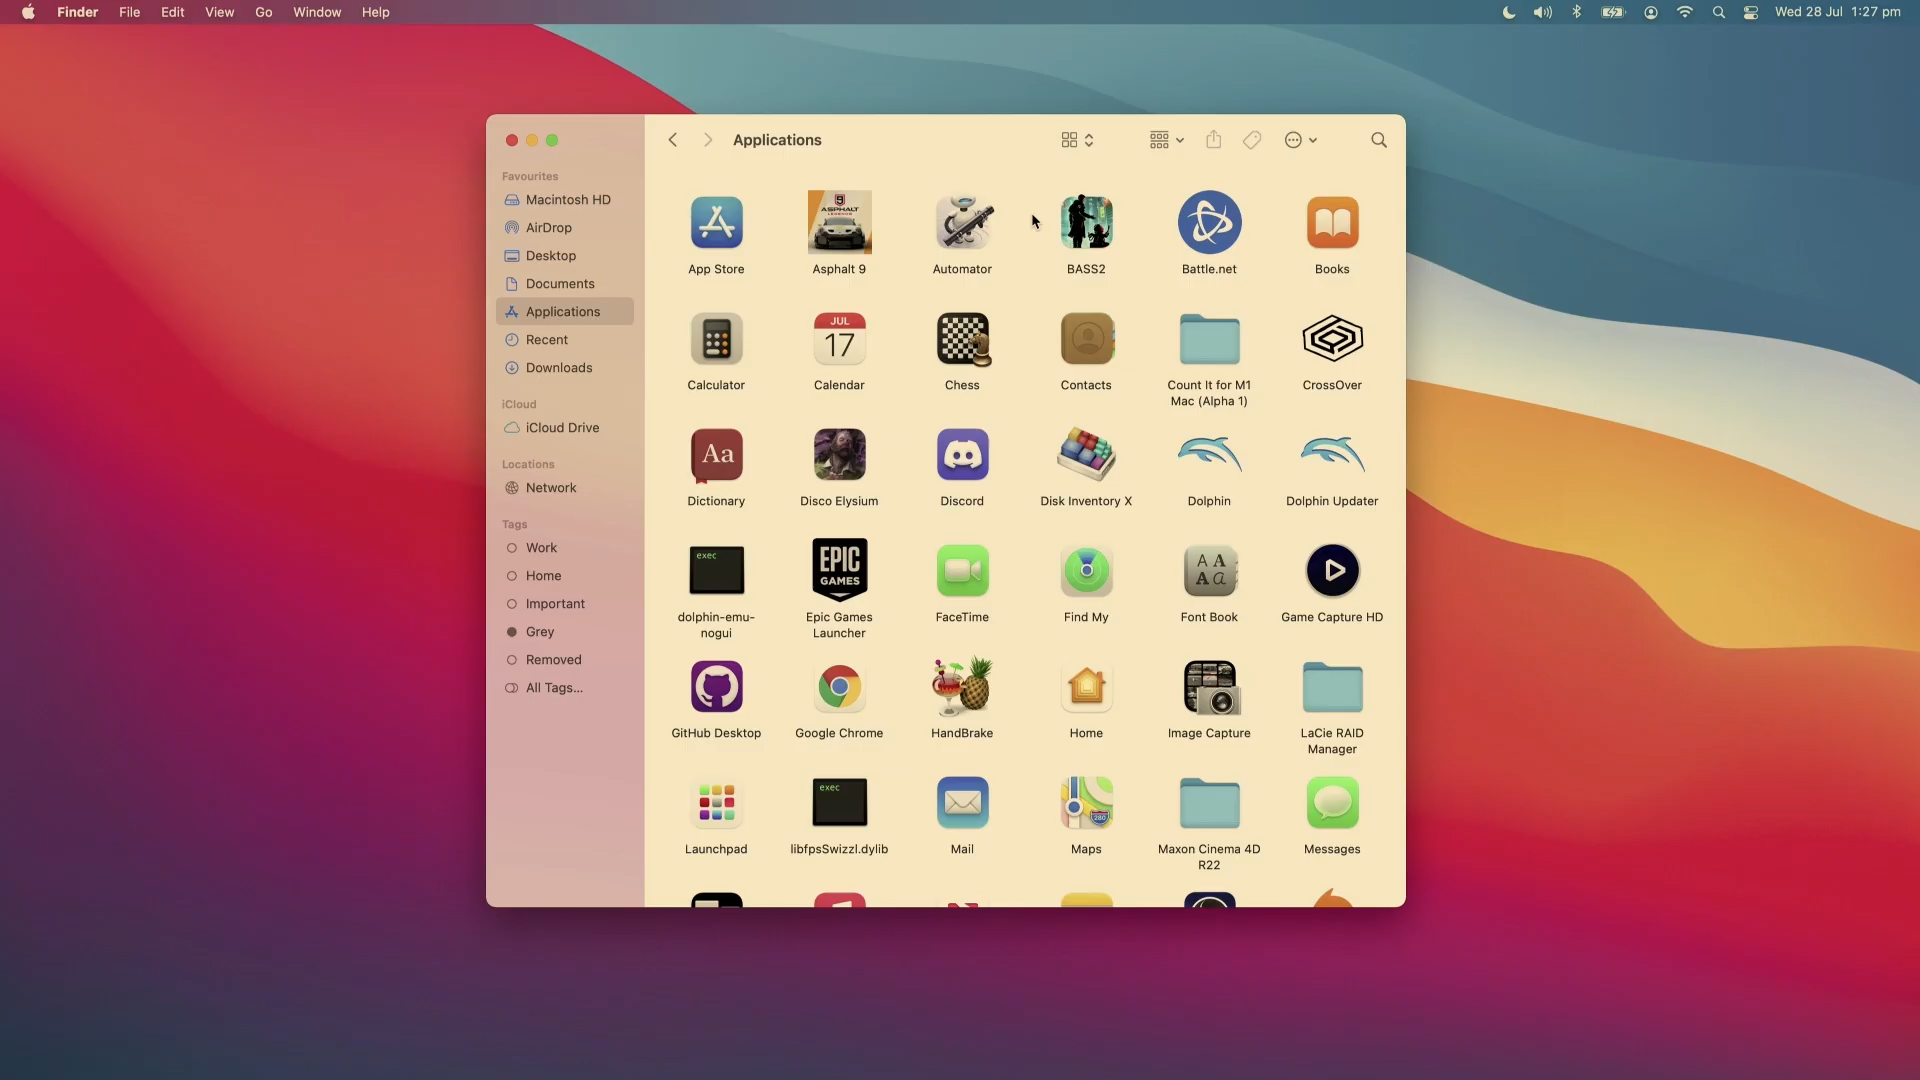 Finder File Edit View Go Window Help Wed 28 Jul 1:27 pm
Applications
Favourites
Macintosh HD
AirDrop
Desktop
Documents
Applications
Recent
Downloads
iCloud
iCloud Drive
Locations
Network
Tags
Work
Home
Important
Grey
Removed
All Tags...
9
ASPHALT
App Store Asphalt 9 Automator BASS2 Battle.net Books
JUL
17
Calculator Calendar Chess Contacts Count It for M1 Mac (Alpha 1) CrossOver
Aa
Dictionary Disco Elysium Discord Disk Inventory X Dolphin Dolphin Updater
exec
EPIC
GAMES
A A
A a
dolphin-emu-nogui Epic Games Launcher FaceTime Find My Font Book Game Capture HD
GitHub Desktop Google Chrome HandBrake Home Image Capture LaCie RAID Manager
exec
280
Launchpad libfpsSwizzl.dylib Mail Maps Maxon Cinema 4D R22 Messages